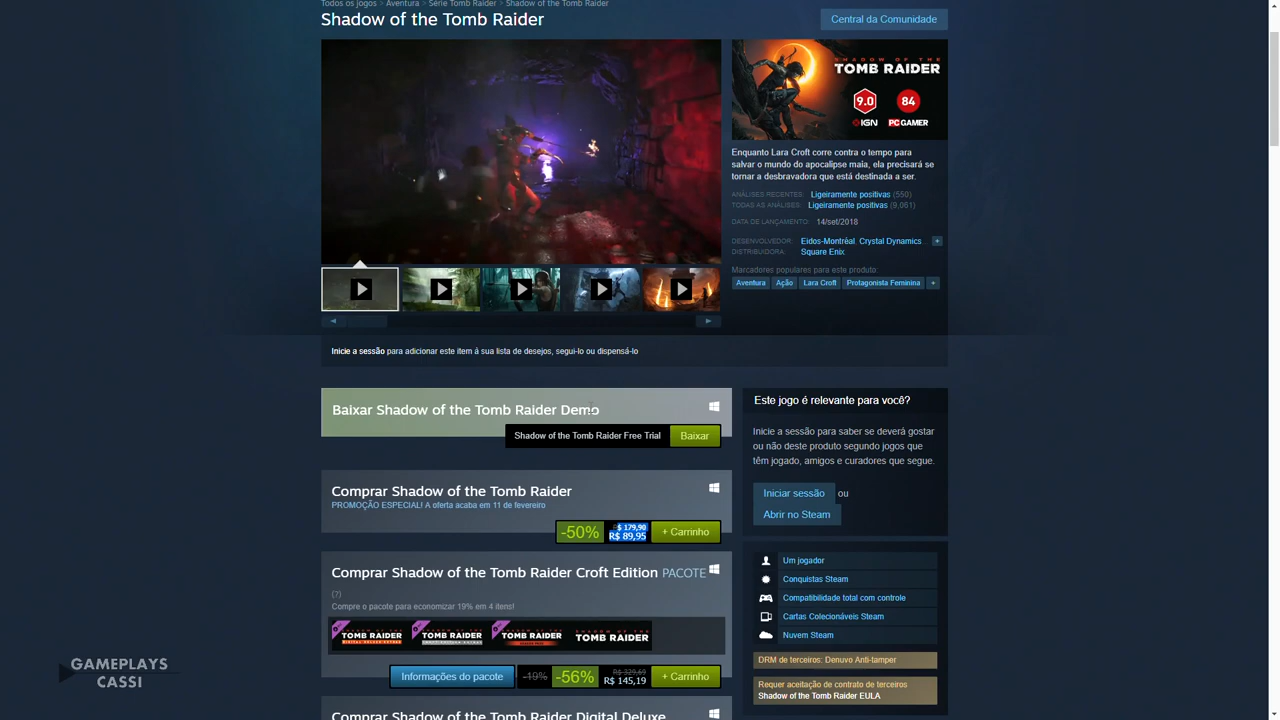 Todos os jogos > Aventura > Série Tomb Raider > Shadow of the Tomb Raider
Shadow of the Tomb Raider
Central da Comunidade
SHADOW OF THE
TOMB RAIDER
9.0
84
IGN
PC GAMER
Enquanto Lara Croft corre contra o tempo para
salvar o mundo do apocalipse maia, ela precisará se
tornar a desbravadora que está destinada a ser.
ANÁLISES RECENTES: Ligeiramente positivas (550)
TODAS AS ANÁLISES: Ligeiramente positivas (9,061)
DATA DE LANÇAMENTO: 14/set/2018
DESENVOLVEDOR: Eidos-Montréal, Crystal Dynamics +
DISTRIBUIDORA: Square Enix
Marcadores populares para este produto:
Aventura Ação Lara Croft Protagonista Feminina +
Inicie a sessão para adicionar este item à sua lista de desejos, segui-lo ou dispensá-lo
Baixar Shadow of the Tomb Raider Demo
Shadow of the Tomb Raider Free Trial Baixar
Comprar Shadow of the Tomb Raider
PROMOÇÃO ESPECIAL! A oferta acaba em 11 de fevereiro
-50% R$ 179,90
R$ 89,95
+ Carrinho
Comprar Shadow of the Tomb Raider Croft Edition PACOTE
(?)
Compre o pacote para economizar 19% em 4 itens!
TOMB RAIDER TOMB RAIDER TOMB RAIDER TOMB RAIDER
Informações do pacote -19% -56% R$ 329,69
R$ 145,19
+ Carrinho
Comprar Shadow of the Tomb Raider Digital Deluxe
Este jogo é relevante para você?
Inicie a sessão para saber se deverá gostar
ou não deste produto segundo jogos que
têm jogado, amigos e curadores que segue.
Iniciar sessão ou
Abrir no Steam
Um jogador
Conquistas Steam
Compatibilidade total com controle
Cartas Colecionáveis Steam
Nuvem Steam
DRM de terceiros: Denuvo Anti-tamper
Requer aceitação de contrato de terceiros
Shadow of the Tomb Raider EULA
GAMEPLAYS
CASSI